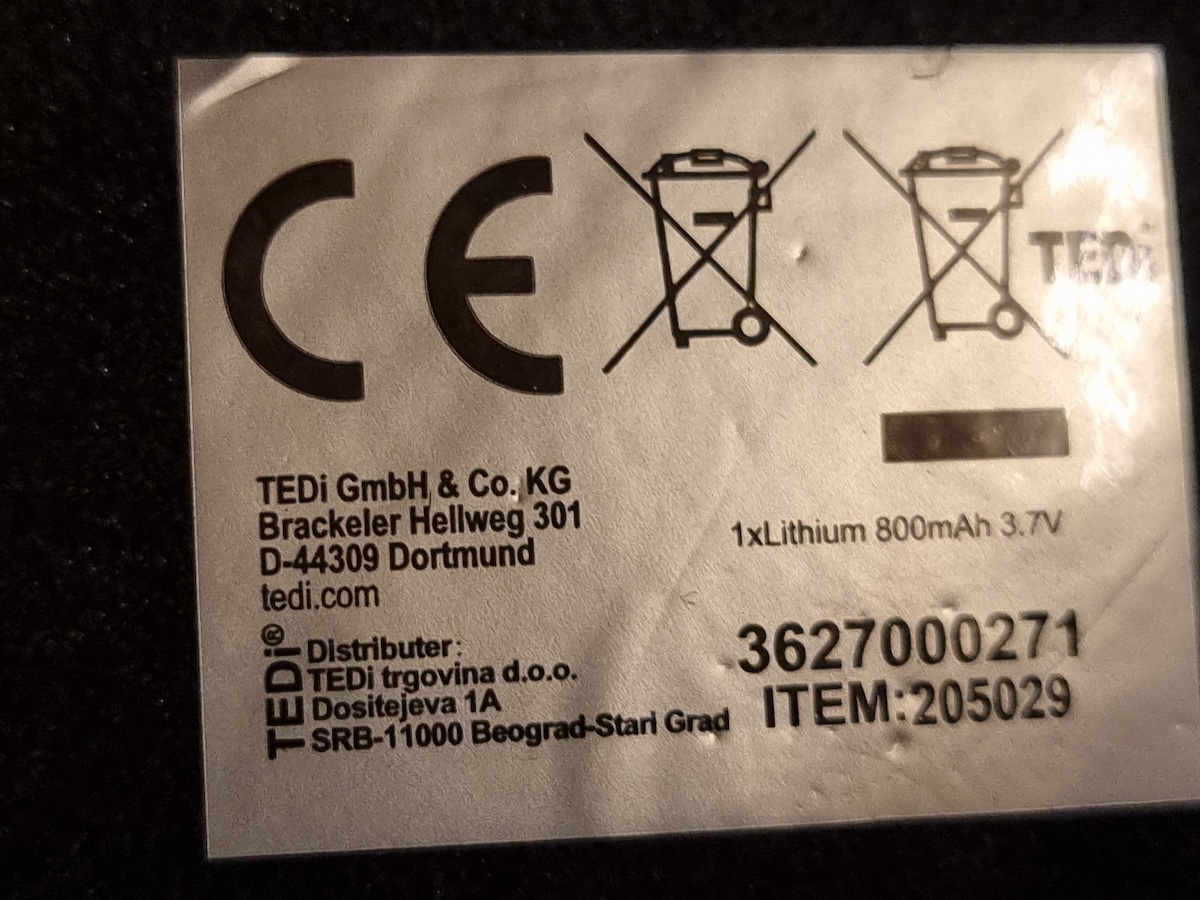 CE
TEDi
TEDi GmbH & Co. KG
Brackeler Hellweg 301
D-44309 Dortmund
tedi.com
TEDi®
Distributer:
TEDi trgovina d.o.o.
Dositejeva 1A
SRB-11000 Beograd-Stari Grad
1xLithium 800mAh 3.7V
3627000271
ITEM:205029